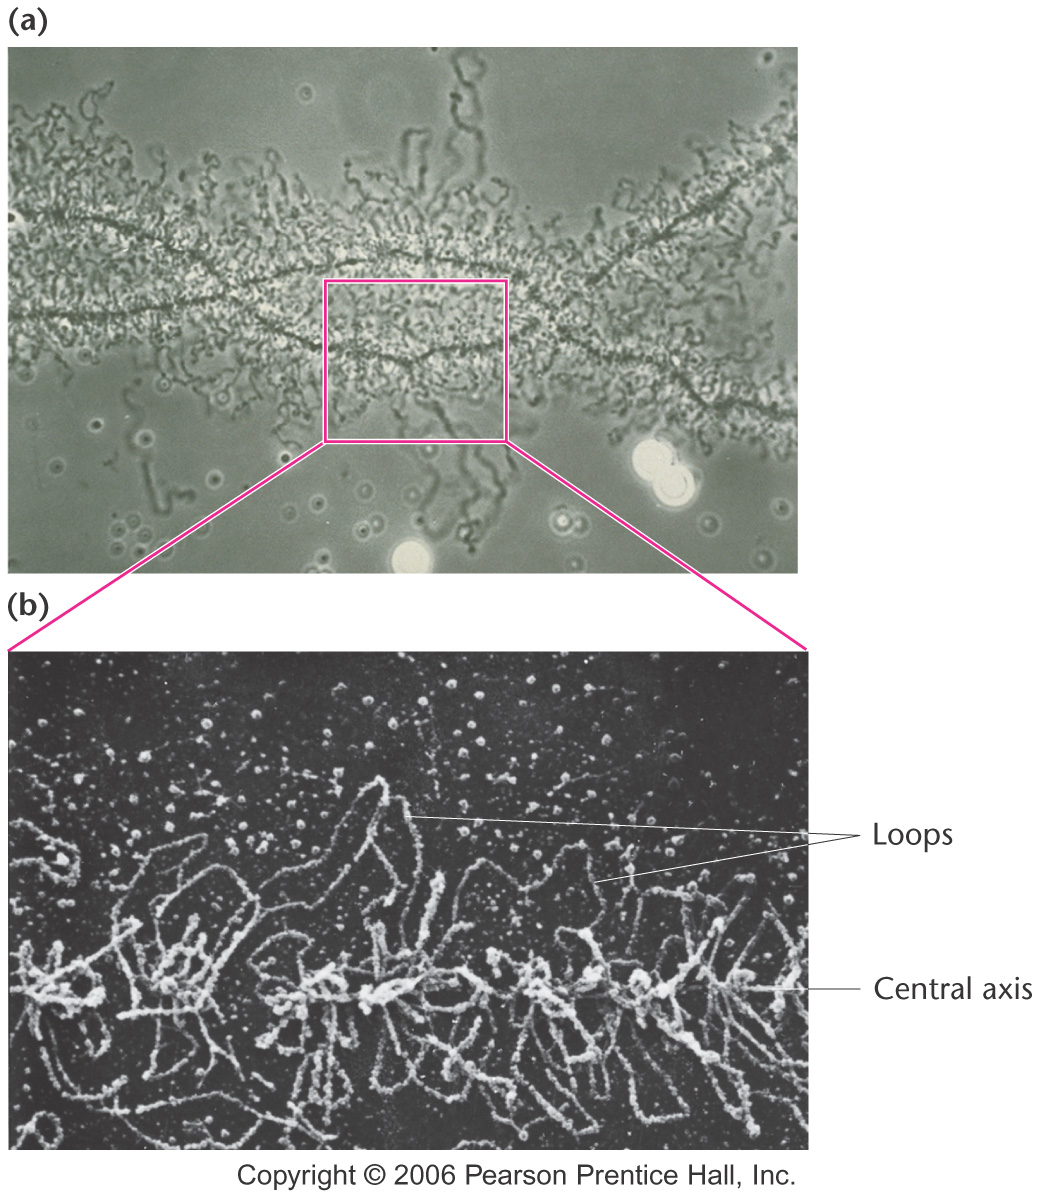 (a)
(b)
Loops
Central axis
Copyright © 2006 Pearson Prentice Hall, Inc.